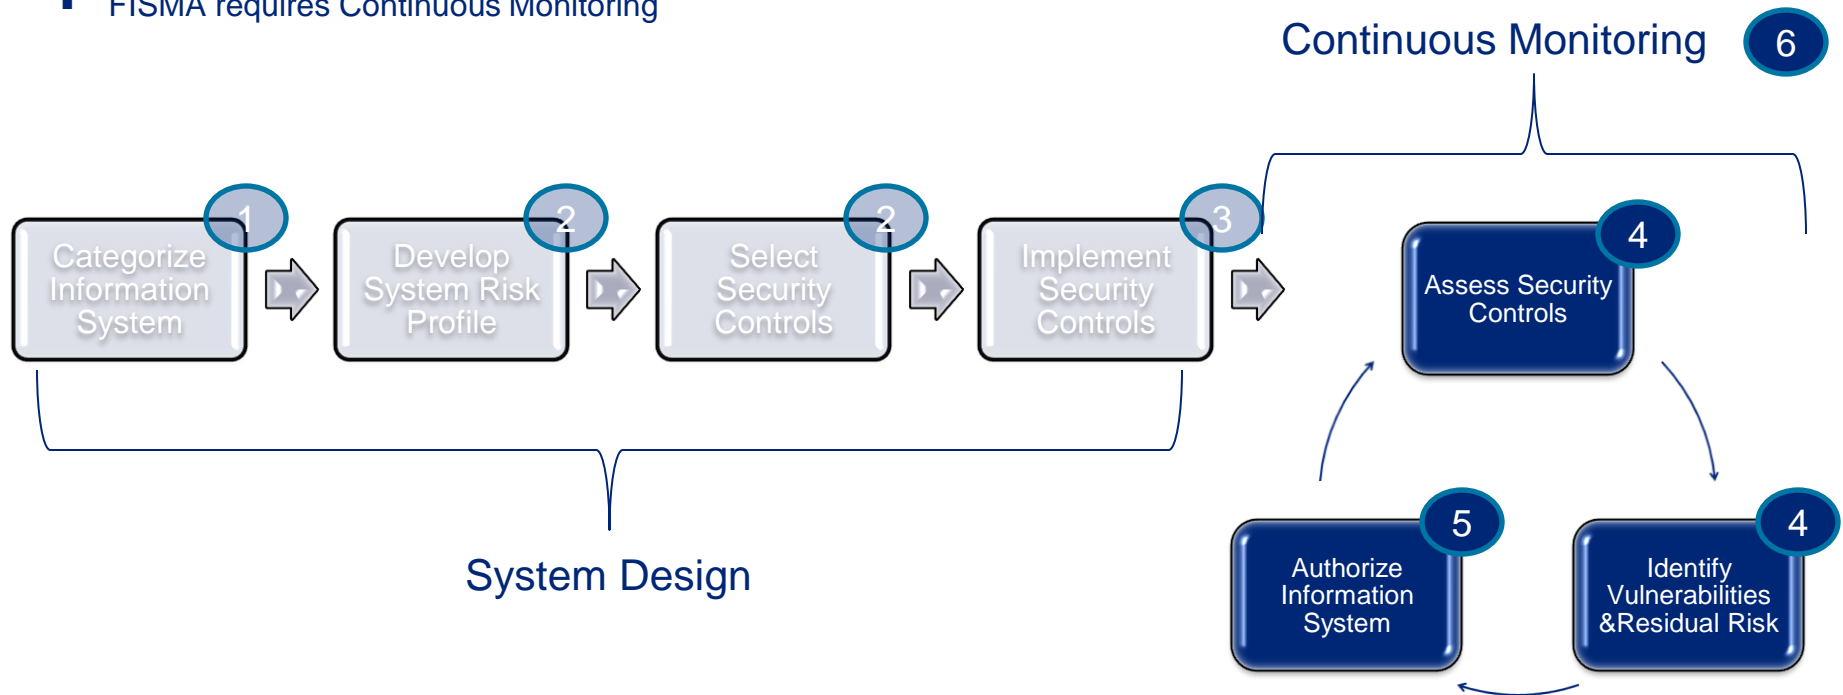 ▪ FISMA requires Continuous Monitoring
Continuous Monitoring
6
1
Categorize
Information
System
2
Develop
System Risk
Profile
2
Select
Security
Controls
3
Implement
Security
Controls
4
Assess Security
Controls
5
Authorize
Information
System
4
Identify
Vulnerabilities
&Residual Risk
System Design